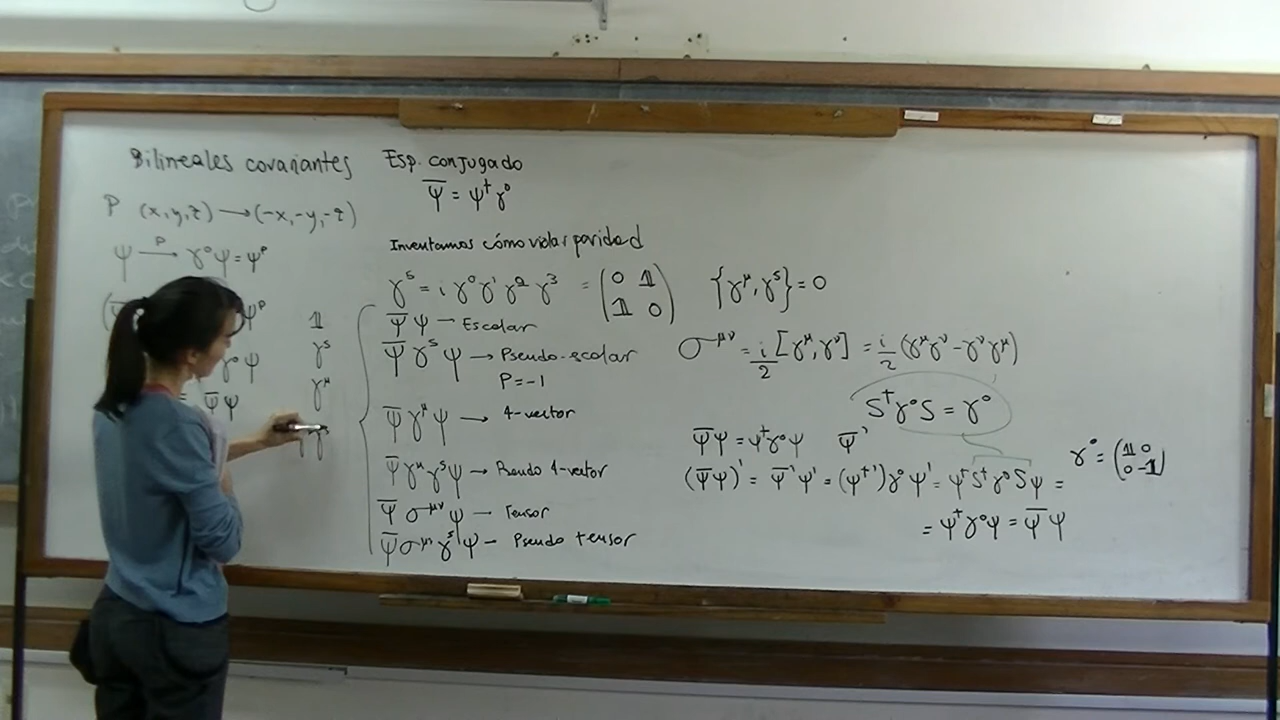 Bilineales covariantes
P (x,y,z) → (-x,-y,-z)
ψ →ᴾ γ⁰ψ = ψᴾ
ψᴾ
γ⁰ ψ
= ψ̄ψ
𝟙
γ⁵
γ^μ
Esp. conjugado
ψ̄ = ψ†γ⁰
Inventamos cómo violar paridad
γ⁵ = i γ⁰γ¹γ²γ³ = (0 𝟙 / 𝟙 0) {γ^μ, γ⁵} = 0
ψ̄ψ — Escalar
ψ̄γ⁵ψ → Pseudo-escalar
P=-1
ψ̄γ^μψ → 4-vector
ψ̄γ^μγ⁵ψ → Pseudo 4-vector
ψ̄σ^μνψ — Tensor
ψ̄σ^μνγ⁵ψ — Pseudo tensor
σ^μν = i/2 [γ^μ, γ^ν] = i/2 (γ^μγ^ν - γ^νγ^μ)
S†γ⁰S = γ⁰
ψ̄ψ = ψ†γ⁰ψ ψ̄'
(ψ̄ψ)' = ψ̄'ψ' = (ψ†')γ⁰ψ' = ψ†S†γ⁰Sψ =
= ψ†γ⁰ψ = ψ̄ψ
γ⁰ = (𝟙 0 / 0 -𝟙)